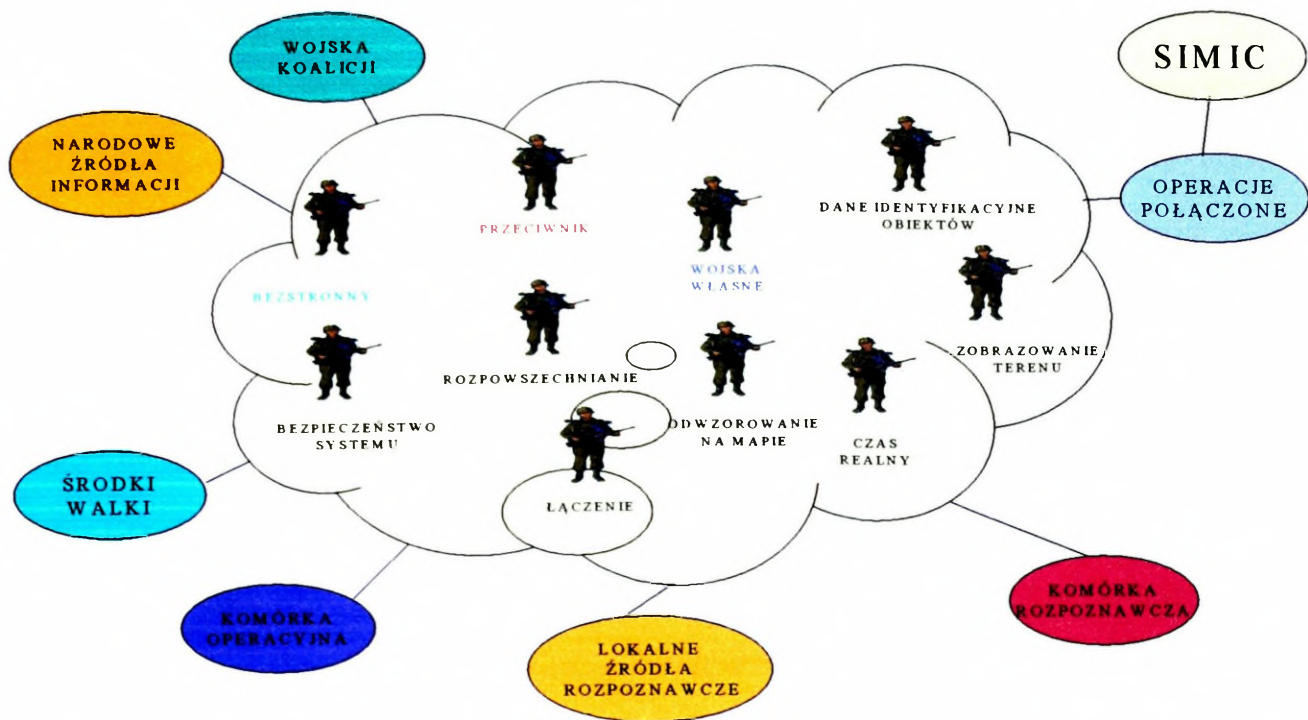 WOJSKA
KOALICJI
SIMIC
NARODOWE
ŹRÓDŁA
INFORMACJI
OPERACJE
POŁĄCZONE
PRZECIWNIK
DANE IDENTYFIKACYJNE
OBIEKTÓW
WOJSKA
WŁASNE
BEZSTRONNY
ZOBRAZOWANIE
TERENU
ROZPOWSZECHNIANIE
BEZPIECZEŃSTWO
SYSTEMU
ODWZOROWANIE
NA MAPIE
CZAS
REALNY
ŁĄCZENIE
ŚRODKI
WALKI
KOMÓRKA
OPERACYJNA
LOKALNE
ŹRÓDŁA
ROZPOZNAWCZE
KOMÓRKA
ROZPOZNAWCZA